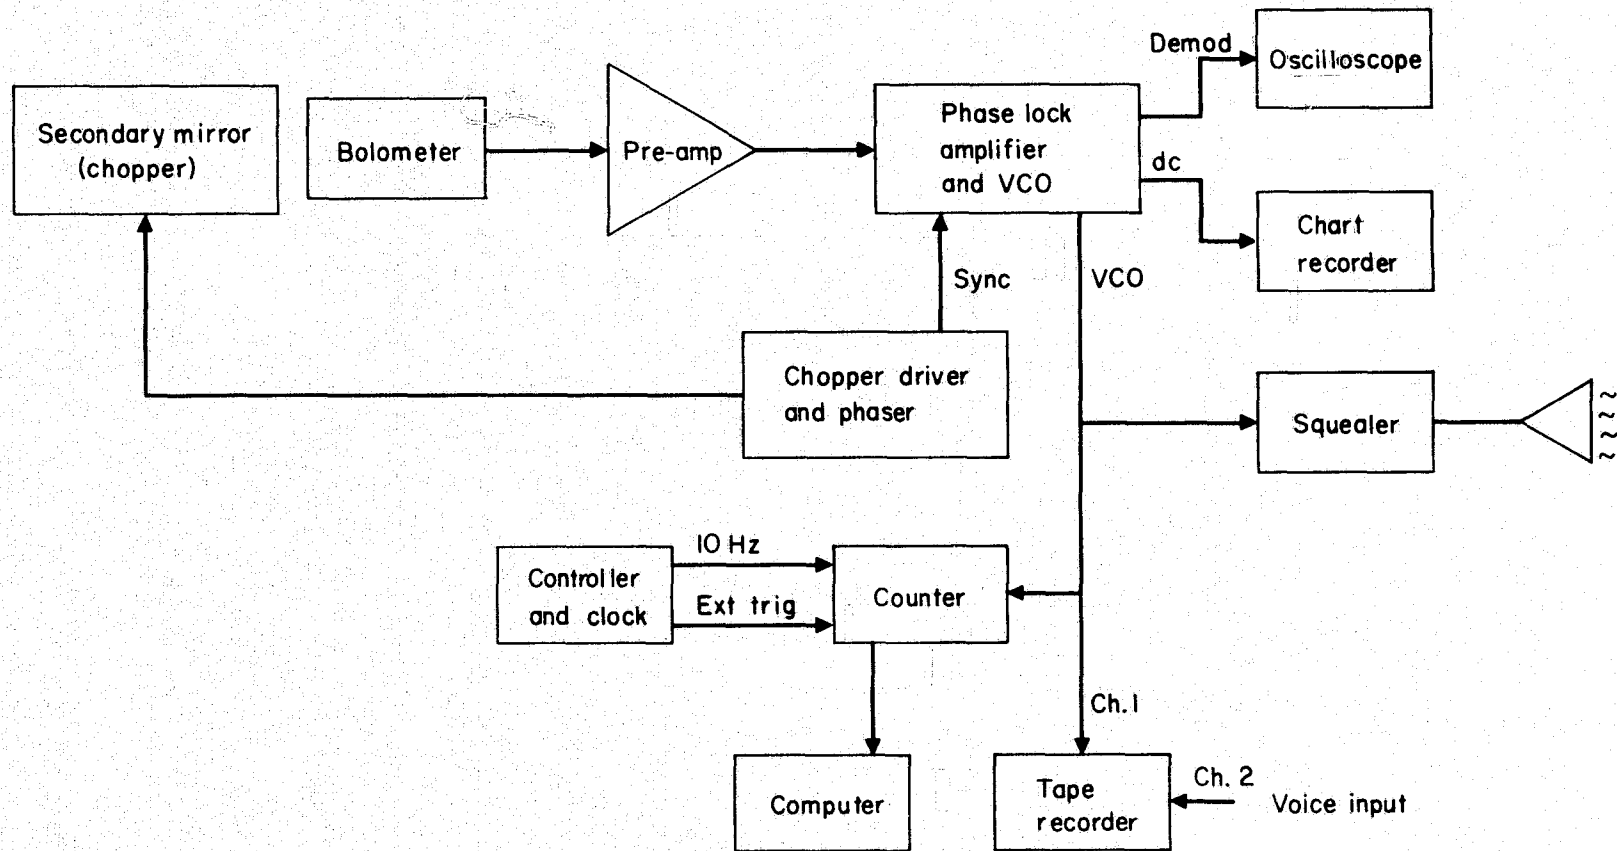 Demod
Oscilloscope
Secondary mirror
(chopper)
Bolometer
Pre-amp
Phase lock
amplifier
and VCO
dc
Chart
recorder
Sync
VCO
Chopper driver
and phaser
Squealer
~
~
~
~
10 Hz
Controller
and clock
Ext trig
Counter
Ch.1
Computer
Tape
recorder
Ch. 2
Voice input